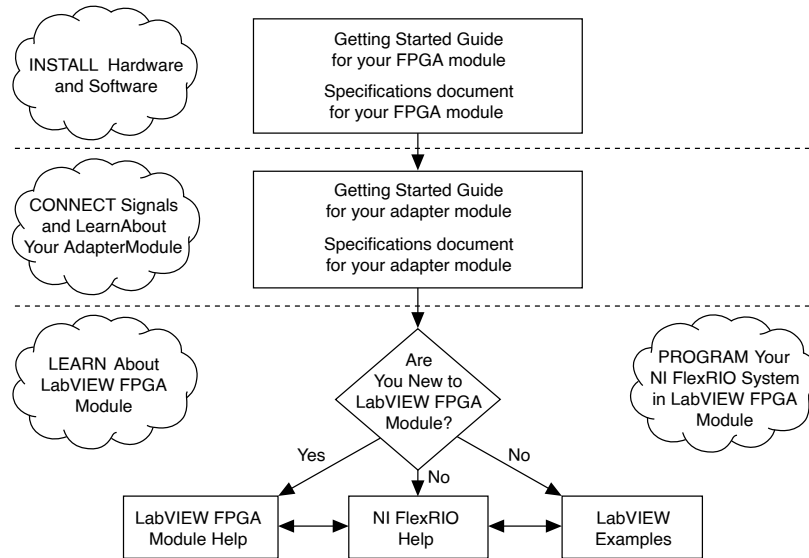 INSTALL Hardware
and Software
Getting Started Guide
for your FPGA module
Specifications document
for your FPGA module
CONNECT Signals
and LearnAbout
Your AdapterModule
Getting Started Guide
for your adapter module
Specifications document
for your adapter module
LEARN About
LabVIEW FPGA
Module
Are
You New to
LabVIEW FPGA
Module?
PROGRAM Your
NI FlexRIO System
in LabVIEW FPGA
Module
Yes
No
No
LabVIEW FPGA
Module Help
NI FlexRIO
Help
LabVIEW
Examples